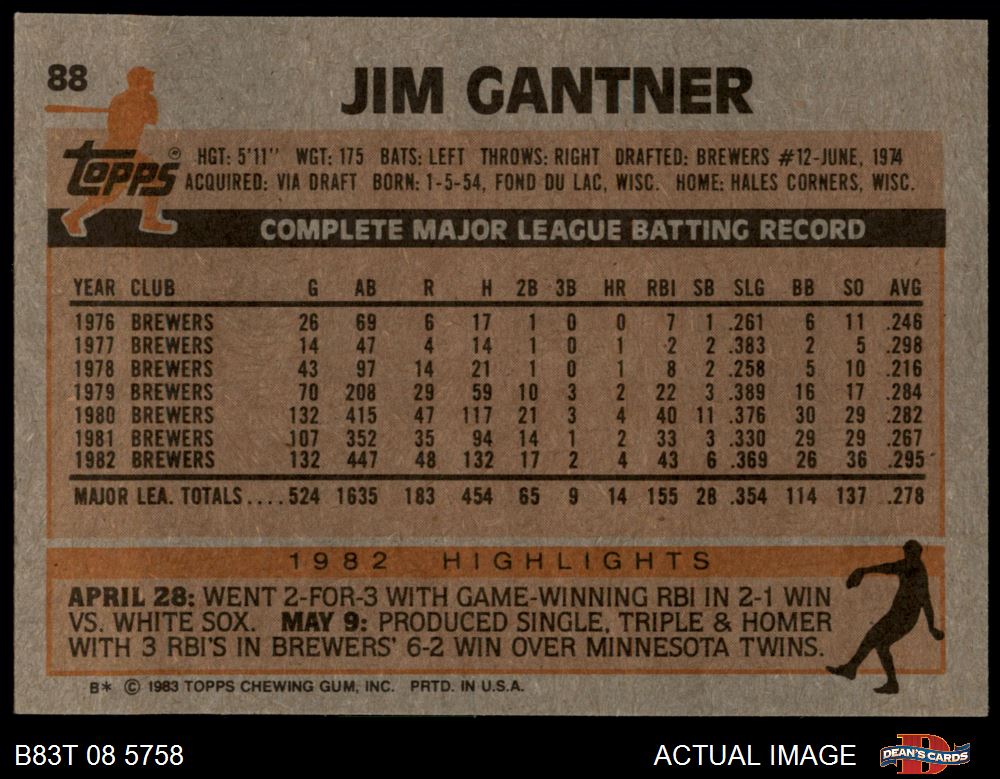 88
JIM GANTNER
Topps ®
HGT: 5'11" WGT: 175 BATS: LEFT THROWS: RIGHT DRAFTED: BREWERS #12-JUNE, 1974
ACQUIRED: VIA DRAFT BORN: 1-5-54, FOND DU LAC, WISC. HOME: HALES CORNERS, WISC.
COMPLETE MAJOR LEAGUE BATTING RECORD
YEAR CLUB G AB R H 2B 3B HR RBI SB SLG BB SO AVG
1976 BREWERS 26 69 6 17 1 0 0 7 1 .261 6 11 .246
1977 BREWERS 14 47 4 14 1 0 1 2 2 .383 2 5 .298
1978 BREWERS 43 97 14 21 1 0 1 8 2 .258 5 10 .216
1979 BREWERS 70 208 29 59 10 3 2 22 3 .389 16 17 .284
1980 BREWERS 132 415 47 117 21 3 4 40 11 .376 30 29 .282
1981 BREWERS 107 352 35 94 14 1 2 33 3 .330 29 29 .267
1982 BREWERS 132 447 48 132 17 2 4 43 6 .369 26 36 .295
MAJOR LEA. TOTALS.... 524 1635 183 454 65 9 14 155 28 .354 114 137 .278
1982 HIGHLIGHTS
APRIL 28: WENT 2-FOR-3 WITH GAME-WINNING RBI IN 2-1 WIN
VS. WHITE SOX. MAY 9: PRODUCED SINGLE, TRIPLE & HOMER
WITH 3 RBI'S IN BREWERS' 6-2 WIN OVER MINNESOTA TWINS.
B* © 1983 TOPPS CHEWING GUM, INC. PRTD. IN U.S.A.
B83T 08 5758
ACTUAL IMAGE
DEAN'S CARDS